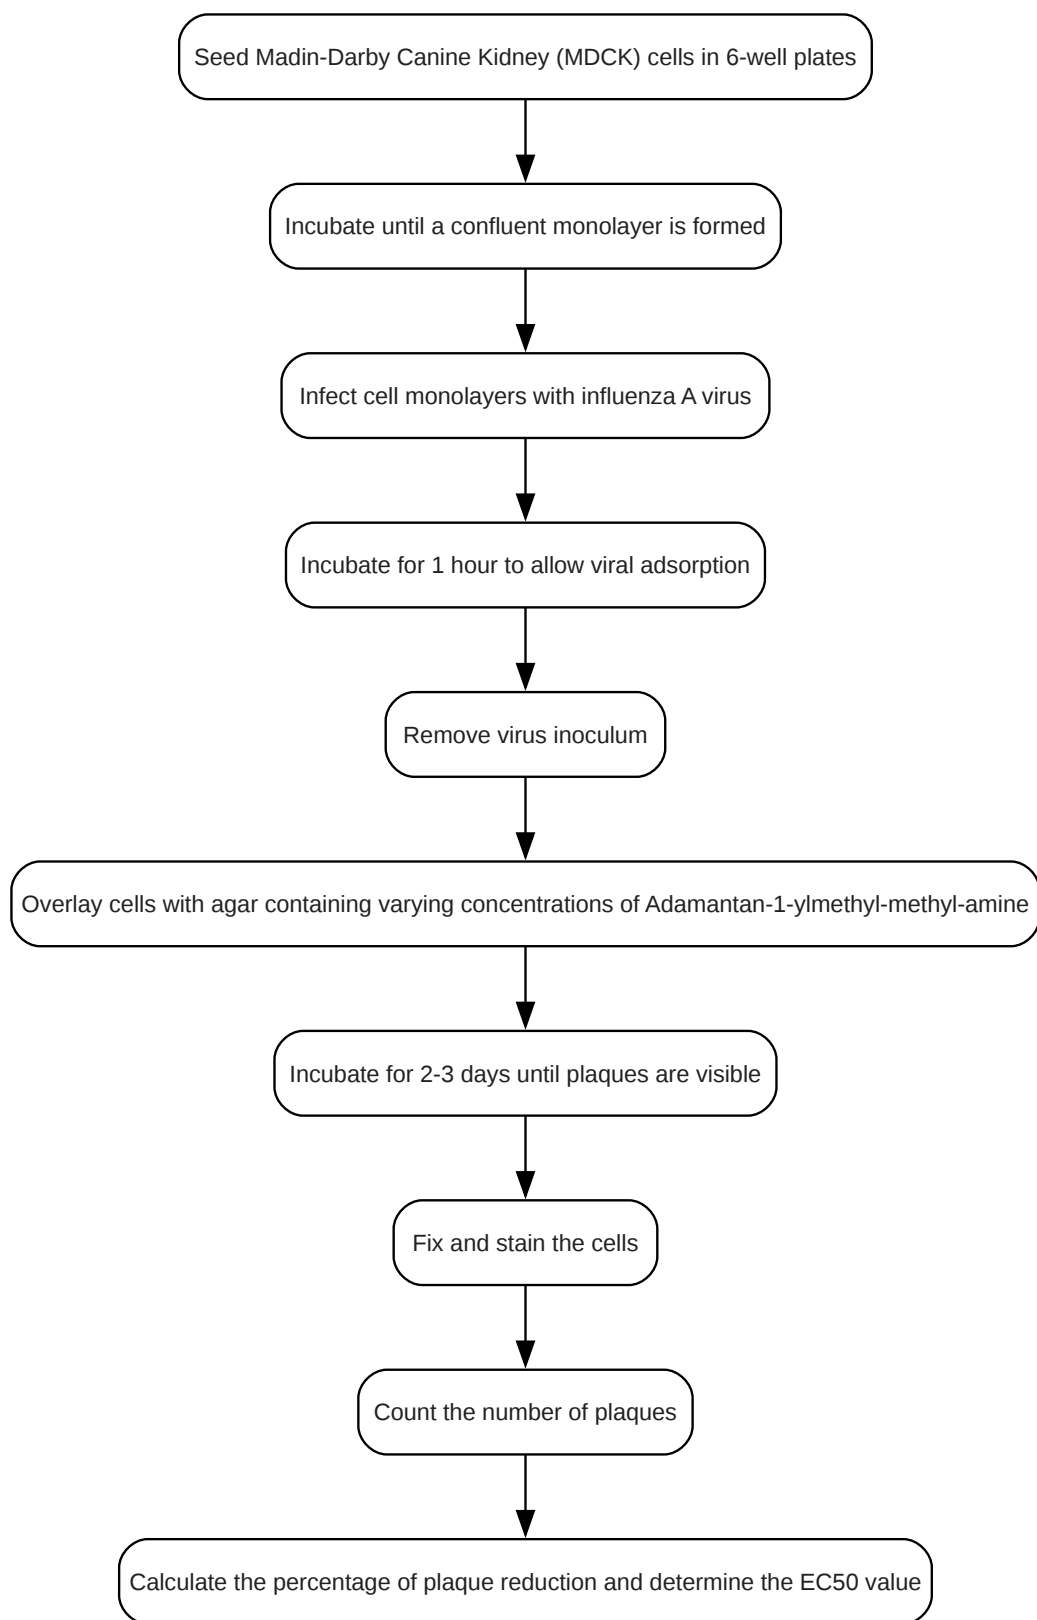 Seed Madin-Darby Canine Kidney (MDCK) cells in 6-well plates
Incubate until a confluent monolayer is formed
Infect cell monolayers with influenza A virus
Incubate for 1 hour to allow viral adsorption
Remove virus inoculum
Overlay cells with agar containing varying concentrations of Adamantan-1-ylmethyl-methyl-amine
Incubate for 2-3 days until plaques are visible
Fix and stain the cells
Count the number of plaques
Calculate the percentage of plaque reduction and determine the EC50 value